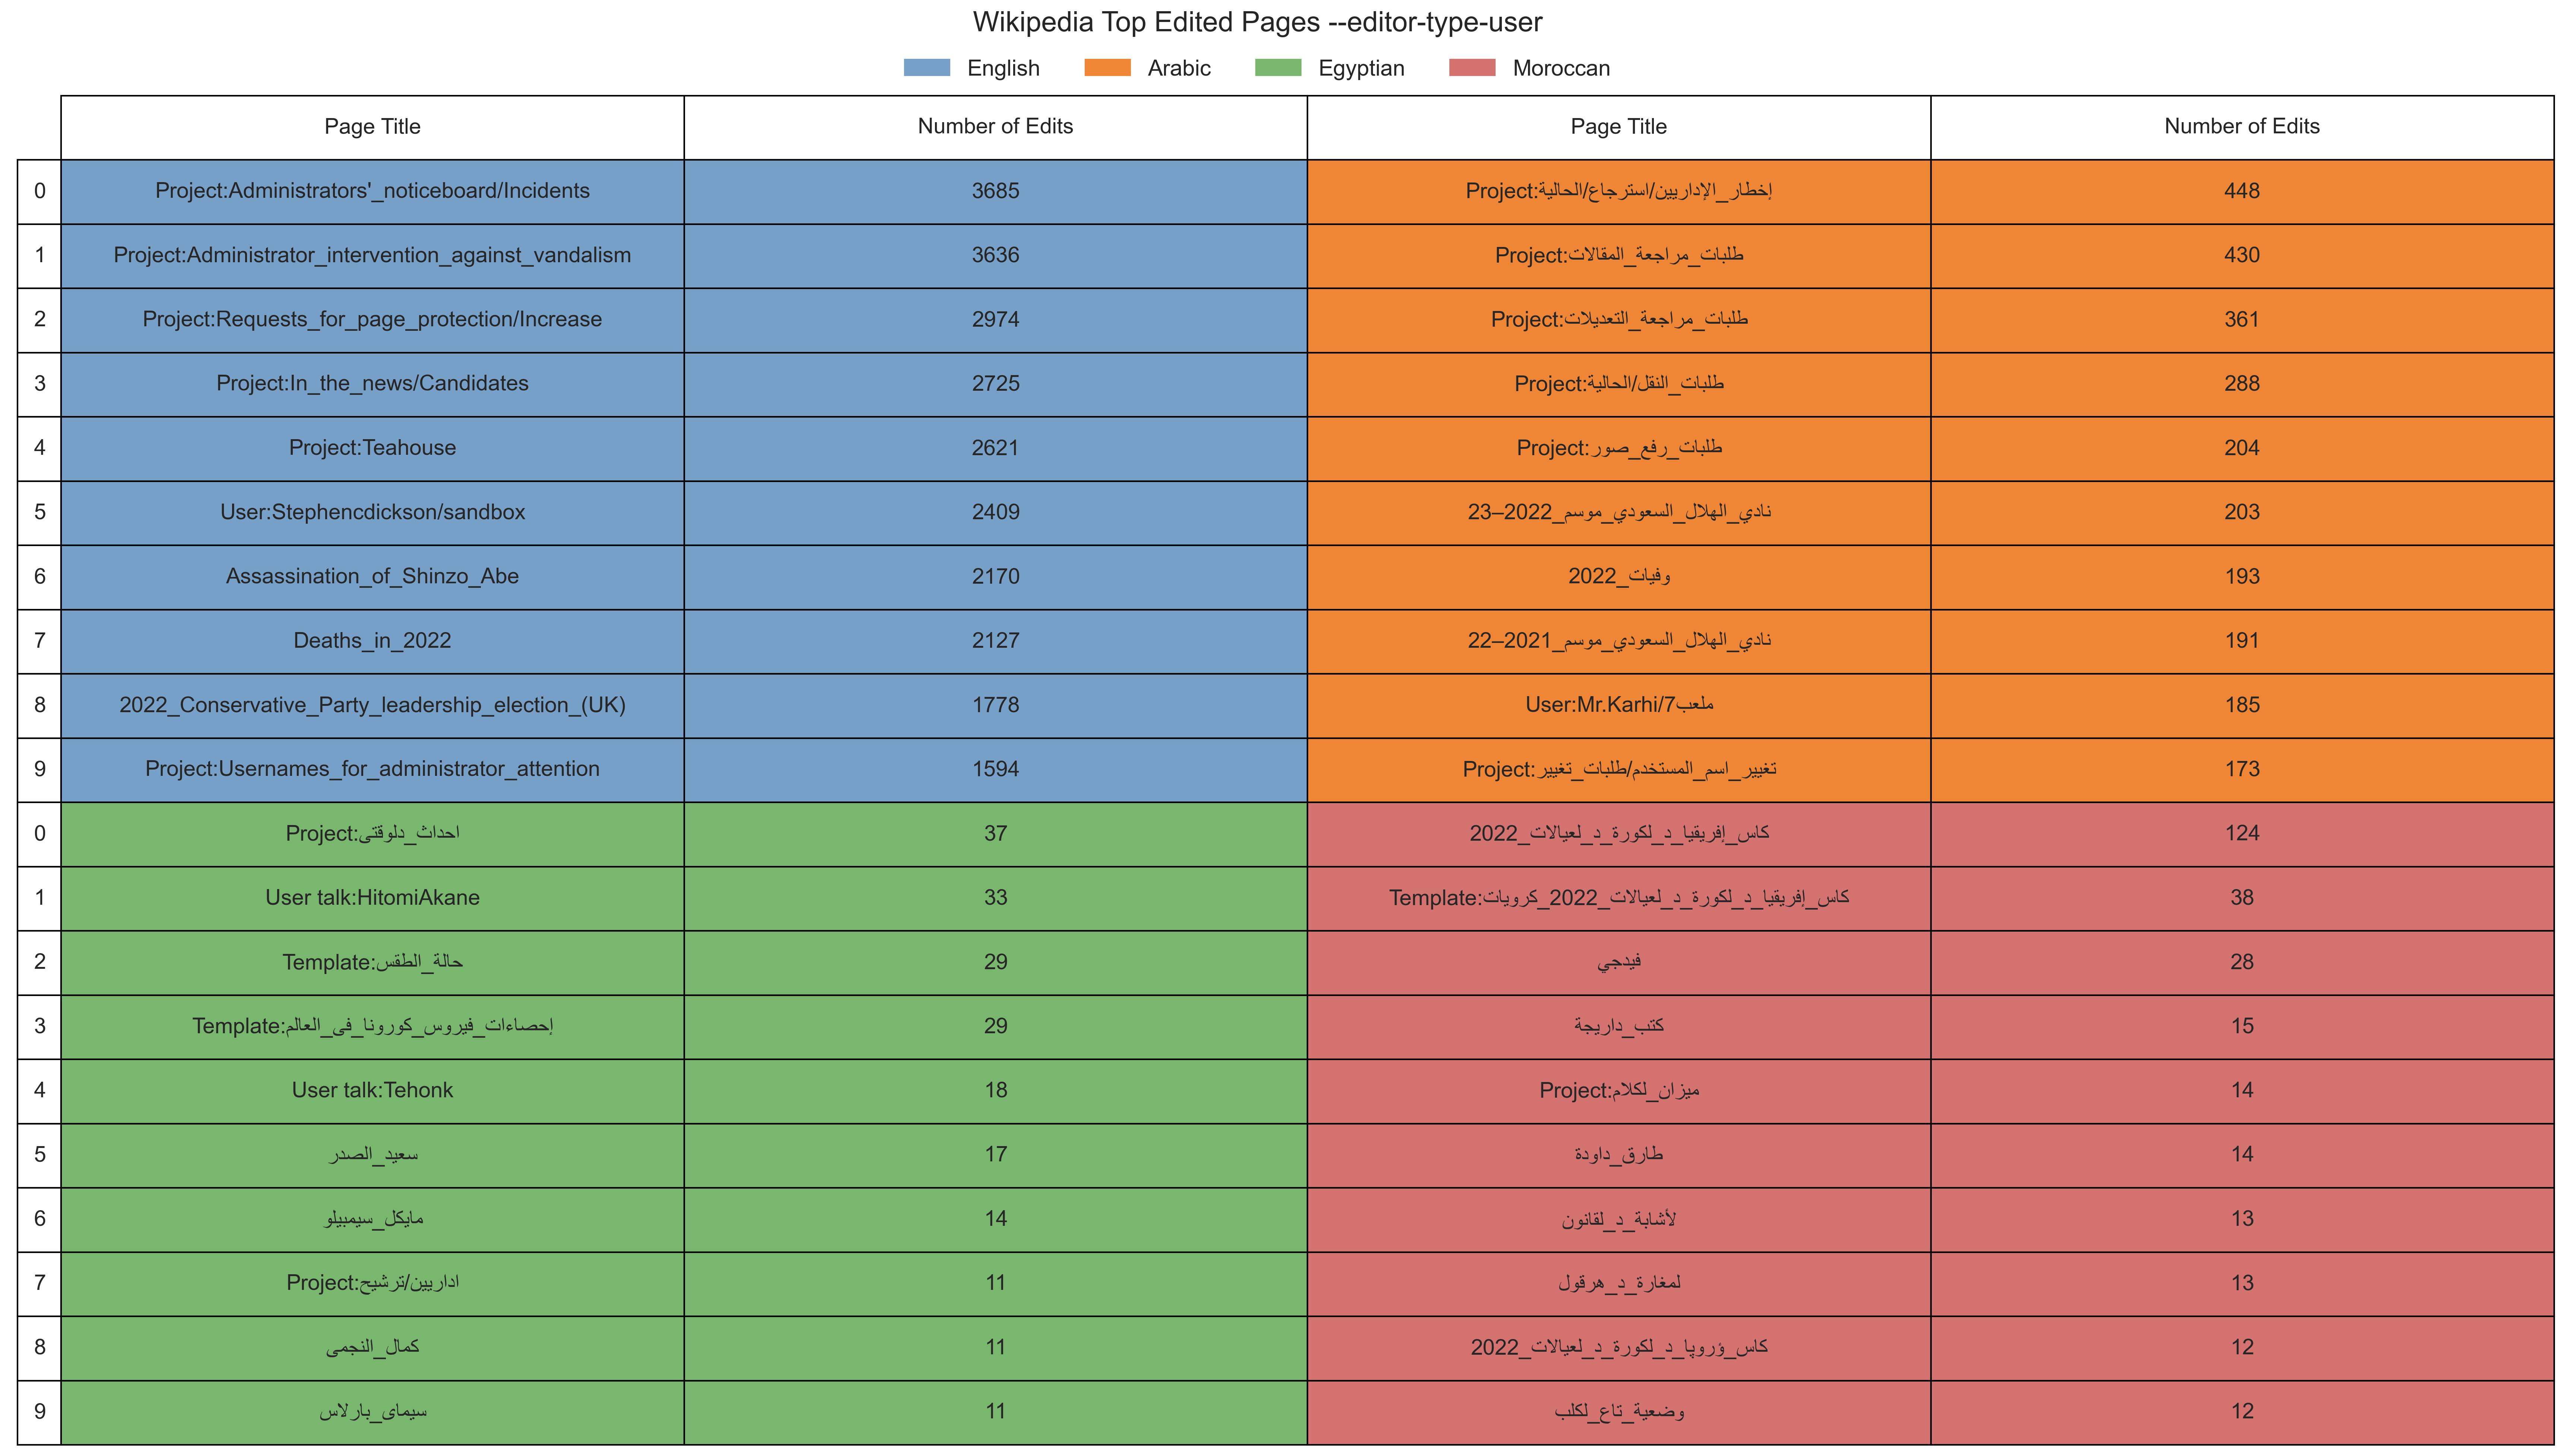 Wikipedia Top Edited Pages --editor-type-user
English Arabic Egyptian Moroccan
Page Title Number of Edits Page Title Number of Edits
0 Project:Administrators'_noticeboard/Incidents 3685 Project:إخطار_الإداريين/استرجاع/الحالية 448
1 Project:Administrator_intervention_against_vandalism 3636 Project:طلبات_مراجعة_المقالات 430
2 Project:Requests_for_page_protection/Increase 2974 Project:طلبات_مراجعة_التعديلات 361
3 Project:In_the_news/Candidates 2725 Project:طلبات_النقل/الحالية 288
4 Project:Teahouse 2621 Project:طلبات_رفع_صور 204
5 User:Stephencdickson/sandbox 2409 نادي_الهلال_السعودي_موسم_2022–23 203
6 Assassination_of_Shinzo_Abe 2170 وفيات_2022 193
7 Deaths_in_2022 2127 نادي_الهلال_السعودي_موسم_2021–22 191
8 2022_Conservative_Party_leadership_election_(UK) 1778 User:Mr.Karhi/ملعب7 185
9 Project:Usernames_for_administrator_attention 1594 Project:تغيير_اسم_المستخدم/طلبات_تغيير 173
0 Project:احداث_دلوقتى 37 كاس_إفريقيا_د_لكورة_د_لعيالات_2022 124
1 User talk:HitomiAkane 33 Template:كاس_إفريقيا_د_لكورة_د_لعيالات_2022_كرويات 38
2 Template:حالة_الطقس 29 فيدجي 28
3 Template:إحصاءات_فيروس_كورونا_فى_العالم 29 كتب_داريجة 15
4 User talk:Tehonk 18 Project:ميزان_لكلام 14
5 سعيد_الصدر 17 طارق_داودة 14
6 مايكل_سيمبيلو 14 لأشابة_د_لقانون 13
7 Project:اداريين/ترشيح 11 لمغارة_د_هرقول 13
8 كمال_النجمى 11 كاس_ؤروپا_د_لكورة_د_لعيالات_2022 12
9 سيماى_بارلاس 11 وضعية_تاع_لكلب 12